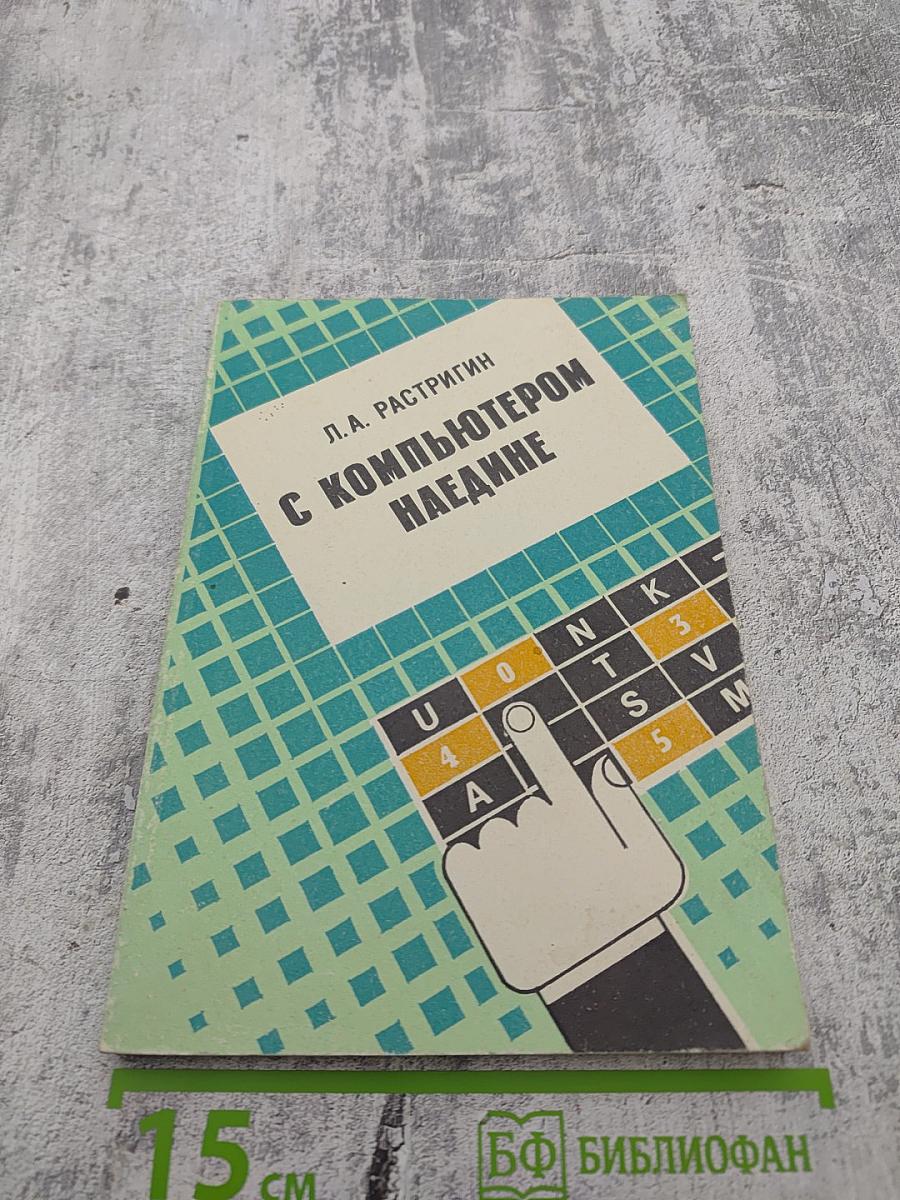 Л.А. РАСТРИГИН
С КОМПЬЮТЕРОМ
НАЕДИНЕ
U 0 N K
4 T 3
A S V
5 M
15 см
БФ БИБЛИОФАН